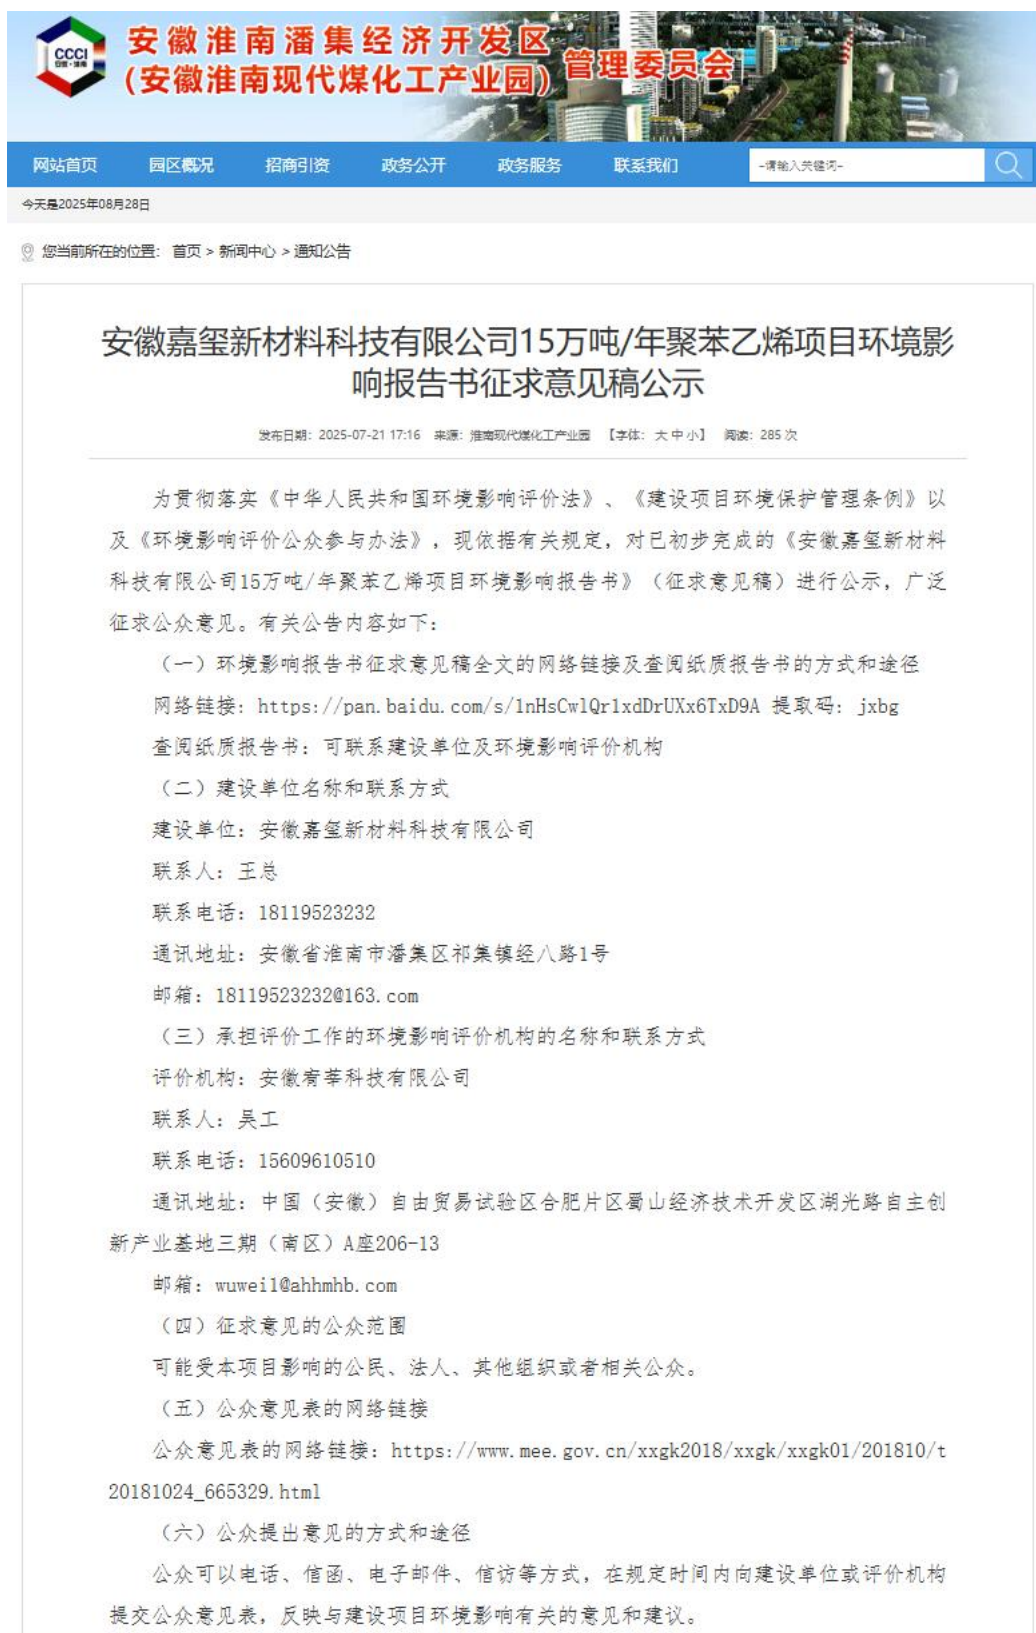 CCCI
安徽·淮南
安徽淮南潘集经济开发区
(安徽淮南现代煤化工产业园)
管理委员会
网站首页 园区概况 招商引资 政务公开 政务服务 联系我们 -请输入关键词-
今天是2025年08月28日
您当前所在的位置： 首页 > 新闻中心 > 通知公告
安徽嘉玺新材料科技有限公司15万吨/年聚苯乙烯项目环境影
响报告书征求意见稿公示
发布日期：2025-07-21 17:16 来源：淮南现代煤化工产业园 【字体： 大 中 小】 阅读：285 次
为贯彻落实《中华人民共和国环境影响评价法》、《建设项目环境保护管理条例》以
及《环境影响评价公众参与办法》，现依据有关规定，对已初步完成的《安徽嘉玺新材料
科技有限公司15万吨/年聚苯乙烯项目环境影响报告书》（征求意见稿）进行公示，广泛
征求公众意见。有关公告内容如下：
（一）环境影响报告书征求意见稿全文的网络链接及查阅纸质报告书的方式和途径
网络链接：https://pan.baidu.com/s/1nHsCwlQr1xdDrUXx6TxD9A 提取码：jxbg
查阅纸质报告书：可联系建设单位及环境影响评价机构
（二）建设单位名称和联系方式
建设单位：安徽嘉玺新材料科技有限公司
联系人：王总
联系电话：18119523232
通讯地址：安徽省淮南市潘集区祁集镇经八路1号
邮箱：18119523232@163.com
（三）承担评价工作的环境影响评价机构的名称和联系方式
评价机构：安徽宥莘科技有限公司
联系人：吴工
联系电话：15609610510
通讯地址：中国（安徽）自由贸易试验区合肥片区蜀山经济技术开发区湖光路自主创
新产业基地三期（南区）A座206-13
邮箱：wuwei1@ahhmhb.com
（四）征求意见的公众范围
可能受本项目影响的公民、法人、其他组织或者相关公众。
（五）公众意见表的网络链接
公众意见表的网络链接：https://www.mee.gov.cn/xxgk2018/xxgk/xxgk01/201810/t
20181024_665329.html
（六）公众提出意见的方式和途径
公众可以电话、信函、电子邮件、信访等方式，在规定时间内向建设单位或评价机构
提交公众意见表，反映与建设项目环境影响有关的意见和建议。